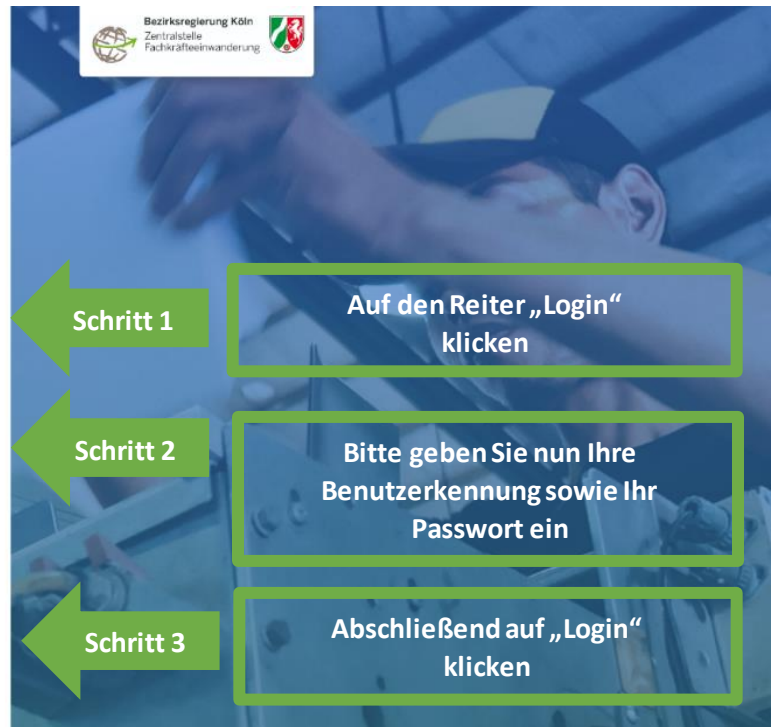 Bezirksregierung Köln
Zentralstelle
Fachkräfteeinwanderung
Schritt 1
Auf den Reiter „Login“
klicken
Schritt 2
Bitte geben Sie nun Ihre
Benutzerkennung sowie Ihr
Passwort ein
Schritt 3
Abschließend auf „Login“
klicken